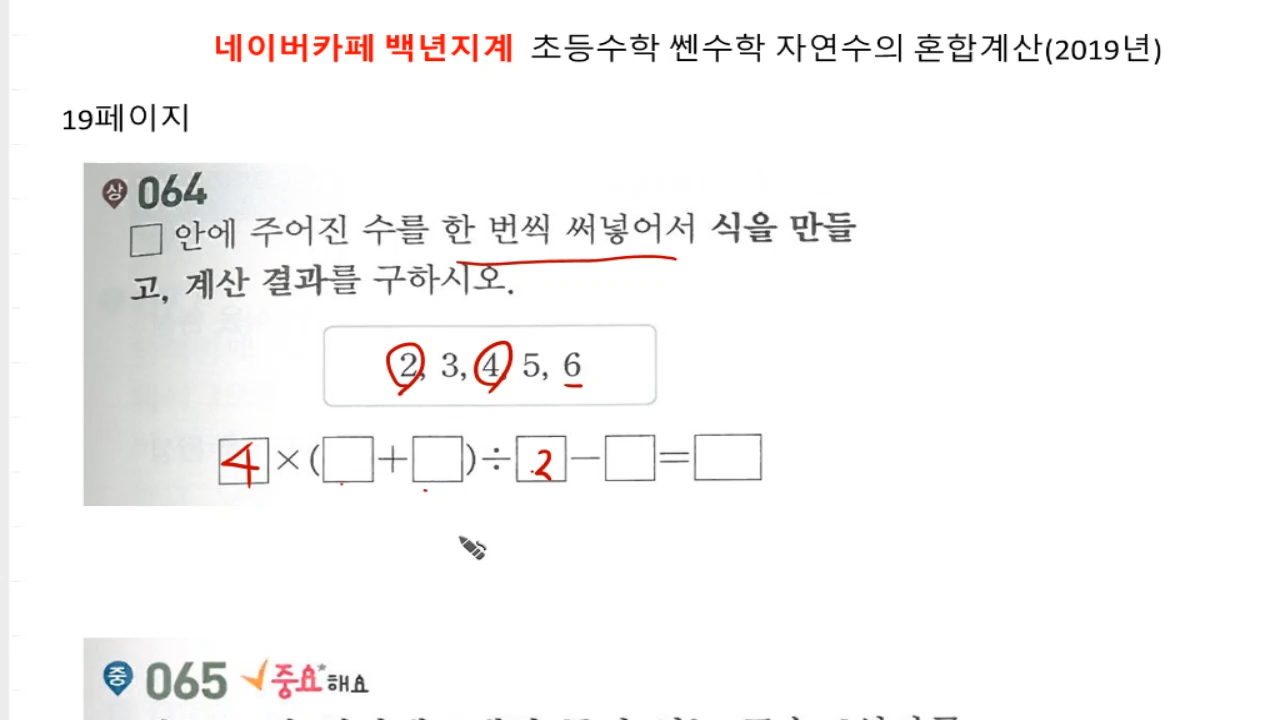 네이버카페 백년지계 초등수학 쎈수학 자연수의 혼합계산(2019년)
19페이지
상 064
□ 안에 주어진 수를 한 번씩 써넣어서 식을 만들
고, 계산 결과를 구하시오.
2, 3, 4, 5, 6
4 × (□ + □) ÷ 2 − □ = □
중 065 중요*해요